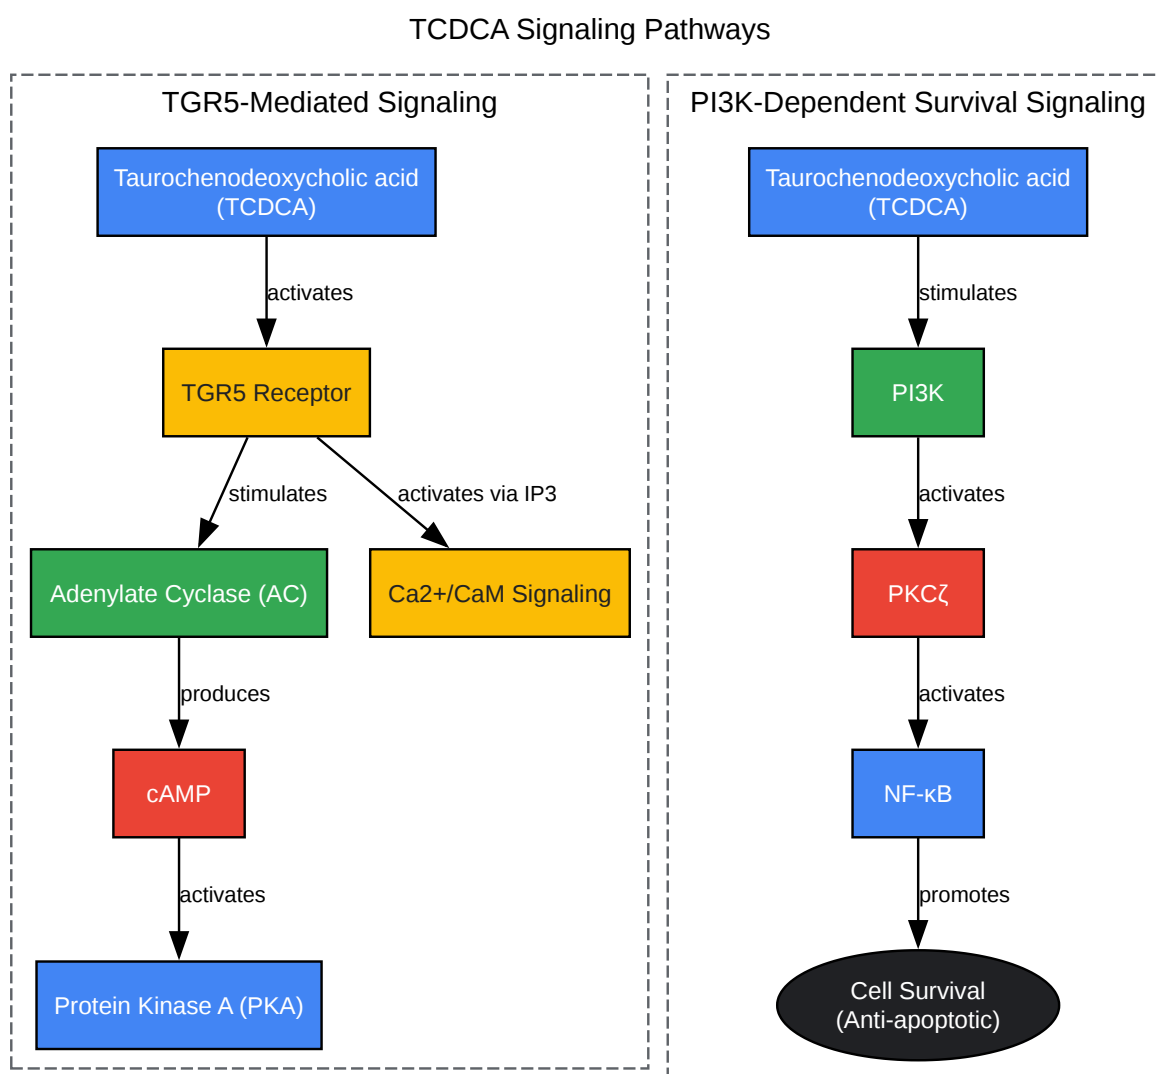 TCDCA Signaling Pathways
TGR5-Mediated Signaling
Taurochenodeoxycholic acid
(TCDCA)
activates
TGR5 Receptor
stimulates
activates via IP3
Adenylate Cyclase (AC)
Ca2+/CaM Signaling
produces
cAMP
activates
Protein Kinase A (PKA)
PI3K-Dependent Survival Signaling
Taurochenodeoxycholic acid
(TCDCA)
stimulates
PI3K
activates
PKCζ
activates
NF-κB
promotes
Cell Survival
(Anti-apoptotic)